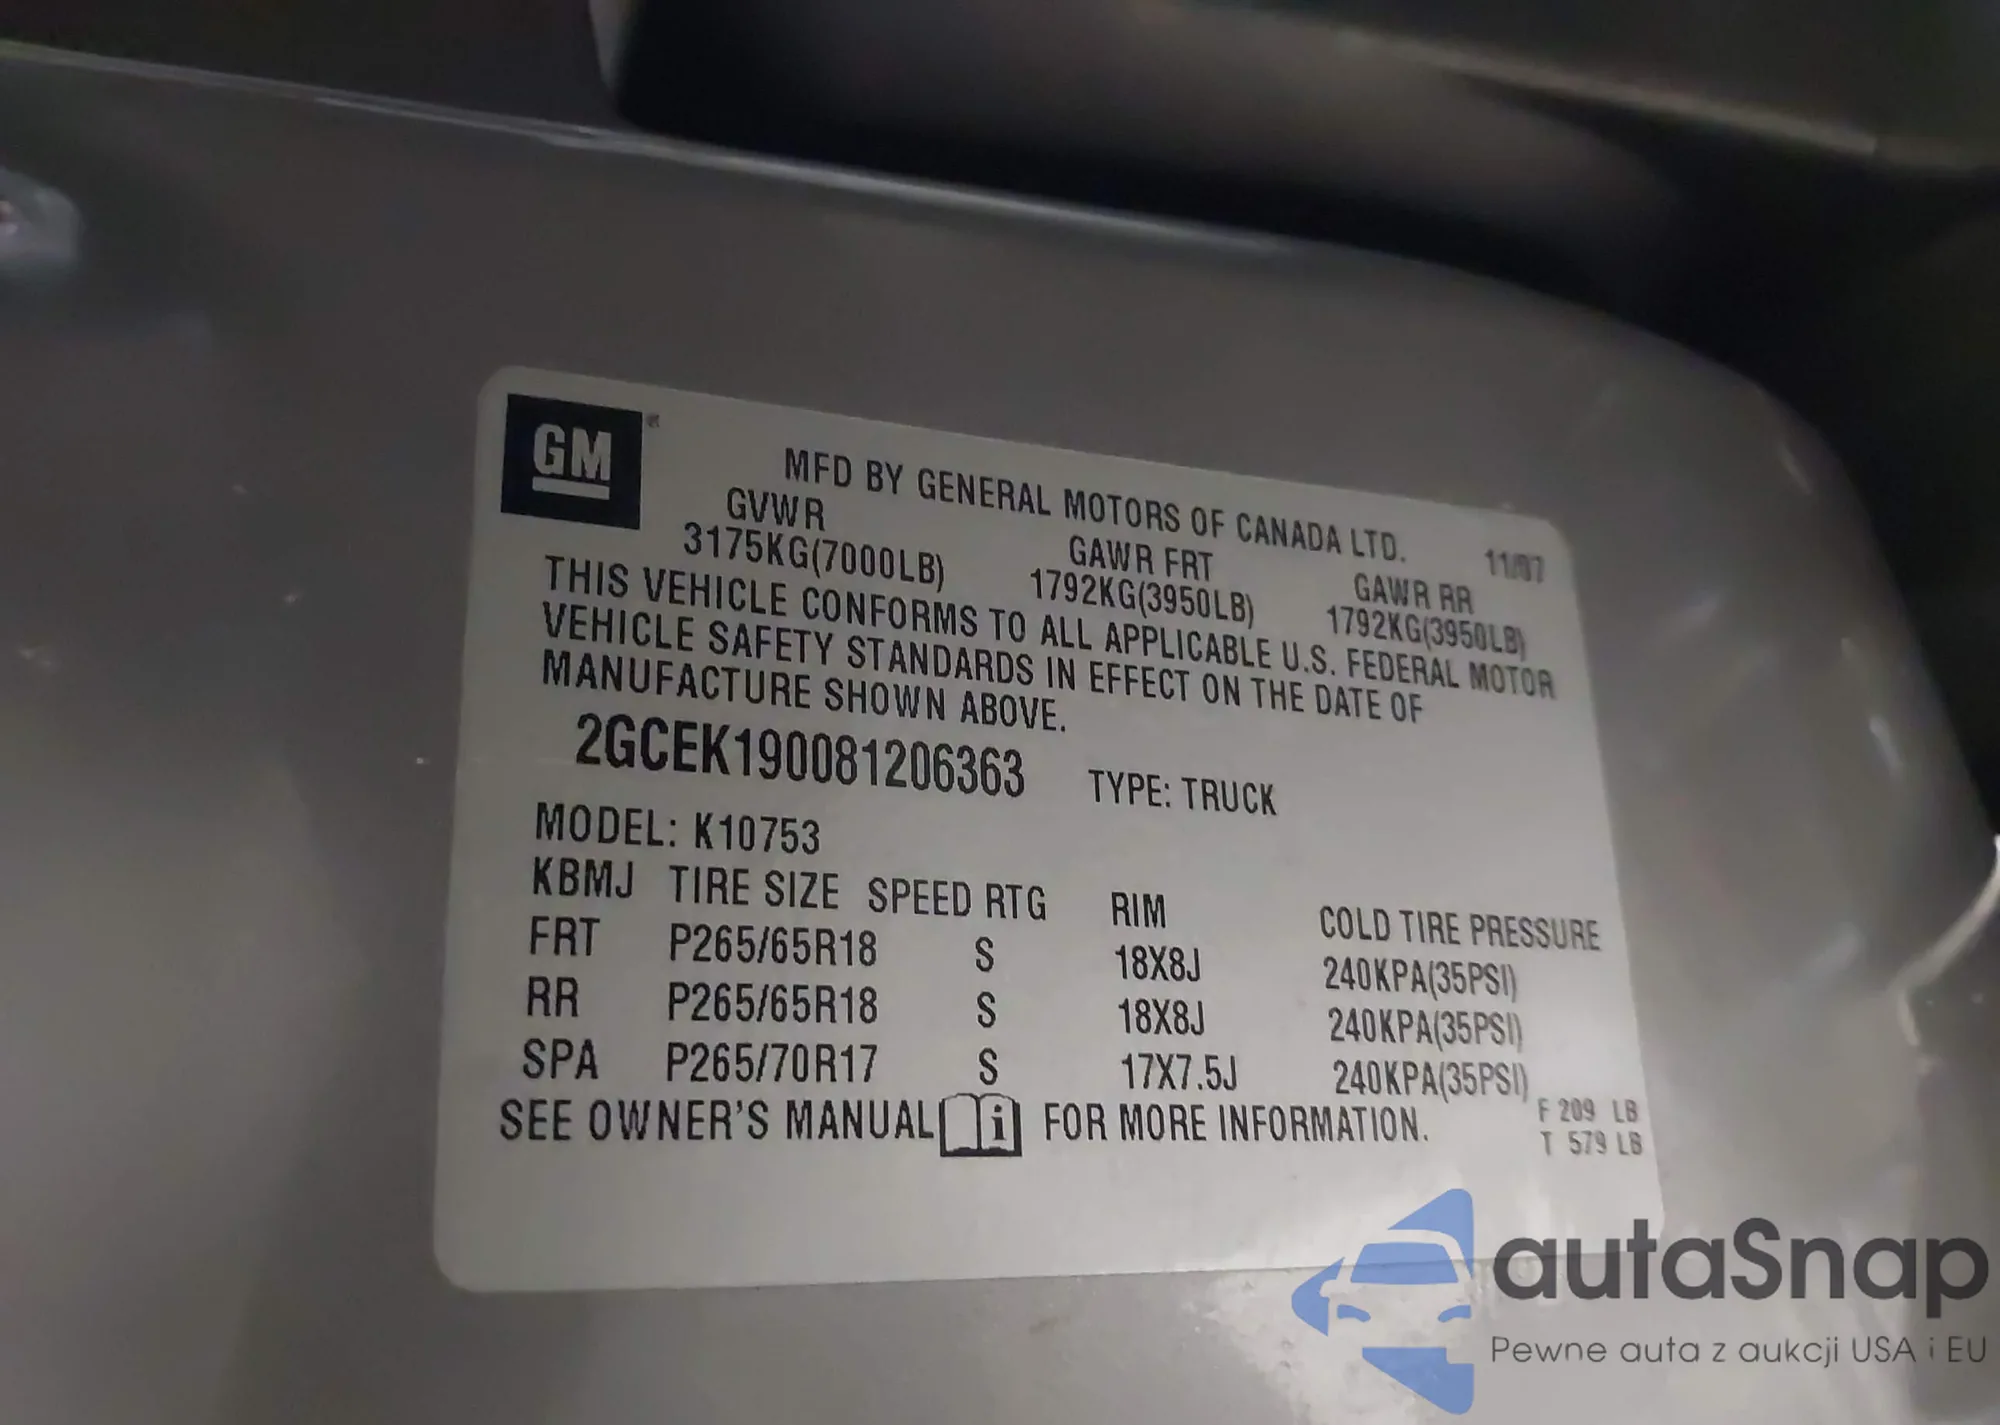 GM
MFD BY GENERAL MOTORS OF CANADA LTD. 11/07
GVWR GAWR FRT GAWR RR
3175KG(7000LB) 1792KG(3950LB) 1792KG(3950LB)
THIS VEHICLE CONFORMS TO ALL APPLICABLE U.S. FEDERAL MOTOR
VEHICLE SAFETY STANDARDS IN EFFECT ON THE DATE OF
MANUFACTURE SHOWN ABOVE.
2GCEK190081206363 TYPE: TRUCK
MODEL: K10753
KBMJ TIRE SIZE SPEED RTG RIM COLD TIRE PRESSURE
FRT P265/65R18 S 18X8J 240KPA(35PSI)
RR P265/65R18 S 18X8J 240KPA(35PSI)
SPA P265/70R17 S 17X7.5J 240KPA(35PSI)
SEE OWNER'S MANUAL i FOR MORE INFORMATION.
F 209 LB
T 579 LB
autaSnap
Pewne auta z aukcji USA i EU